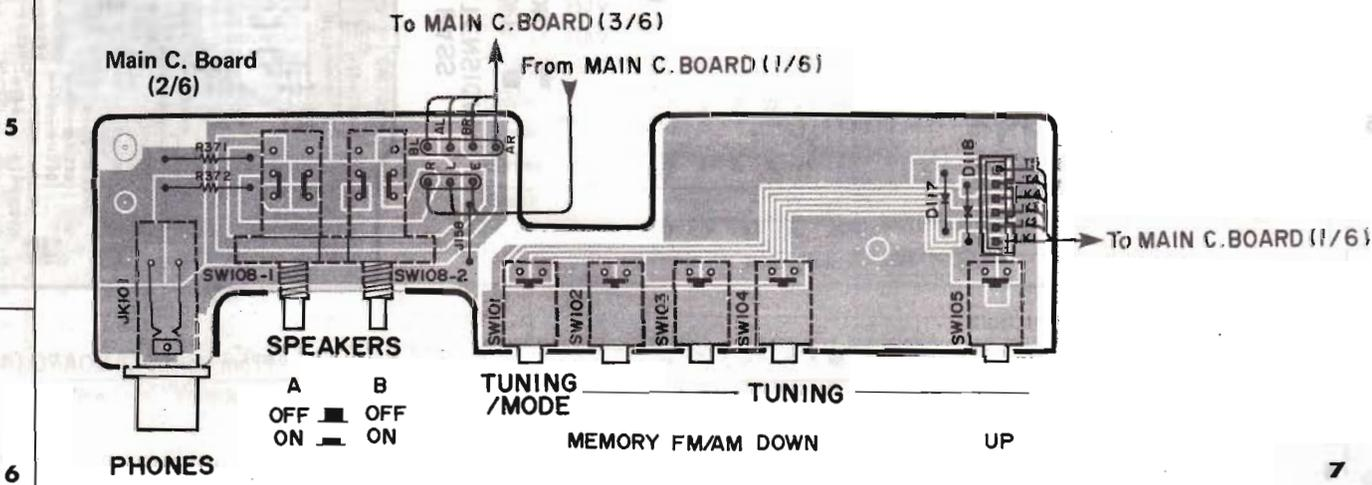 To MAIN C.BOARD(3/6)
Main C. Board
(2/6)
From MAIN C.BOARD(1/6)
5
R371
R372
BL
AL
BR
AR
R
L
E
J158
D117
D118
To MAIN C.BOARD(1/6)
JK101
SW108-1
SW108-2
SW101
SW102
SW103
SW104
SW105
SPEAKERS
A
B
OFF
OFF
ON
ON
TUNING
/MODE
TUNING
MEMORY FM/AM DOWN
UP
PHONES
6
7